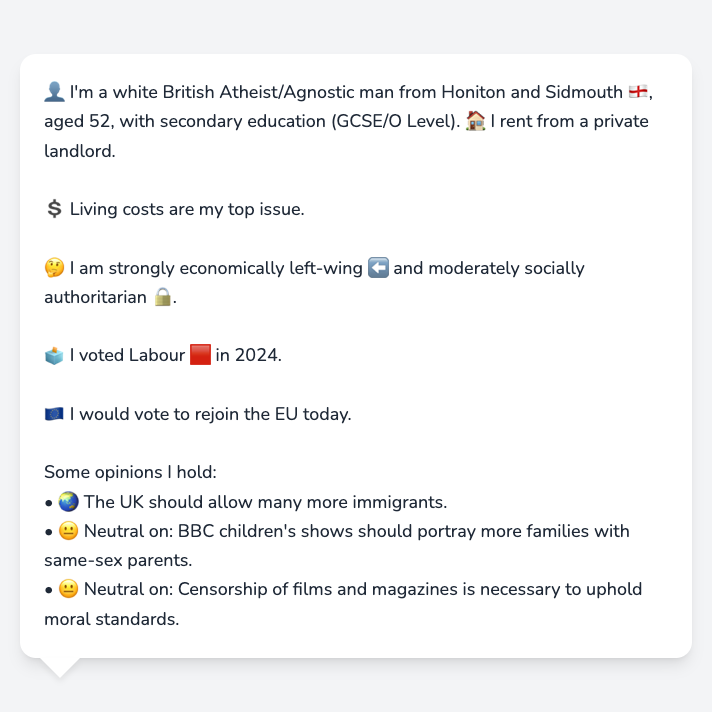 👤 I'm a white British Atheist/Agnostic man from Honiton and Sidmouth 🏴󠁧󠁢󠁥󠁮󠁧󠁿,
aged 52, with secondary education (GCSE/O Level). 🏠 I rent from a private
landlord.
💲 Living costs are my top issue.
🤔 I am strongly economically left-wing ⬅️ and moderately socially
authoritarian 🔒.
🗳️ I voted Labour 🟥 in 2024.
🇪🇺 I would vote to rejoin the EU today.
Some opinions I hold:
• 🌏 The UK should allow many more immigrants.
• 😐 Neutral on: BBC children's shows should portray more families with
same-sex parents.
• 😐 Neutral on: Censorship of films and magazines is necessary to uphold
moral standards.